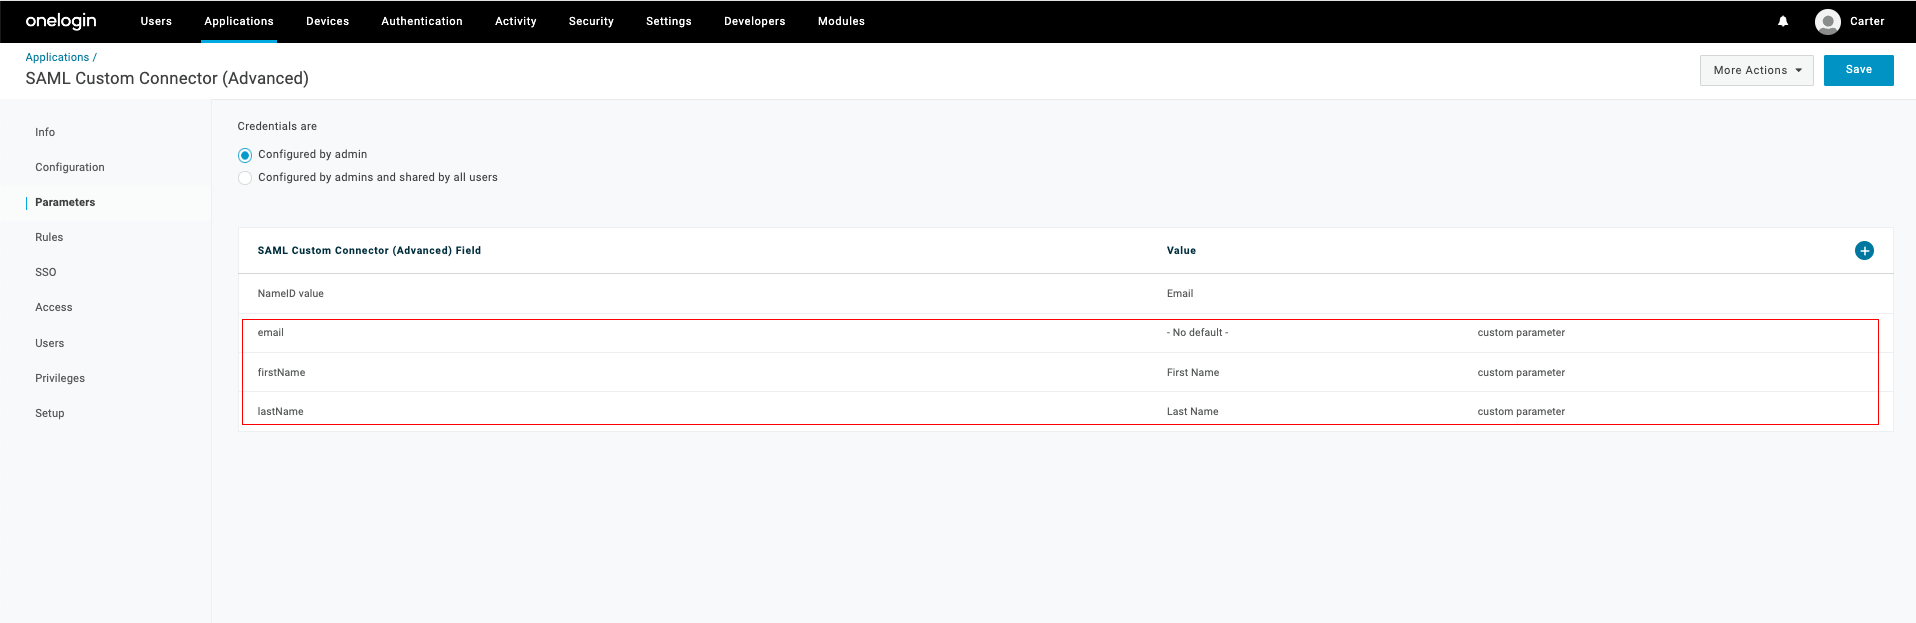 onelogin Users Applications Devices Authentication Activity Security Settings Developers Modules Carter
Applications /
SAML Custom Connector (Advanced)
More Actions
Save
Info
Configuration
Parameters
Rules
SSO
Access
Users
Privileges
Setup
Credentials are
Configured by admin
Configured by admins and shared by all users
SAML Custom Connector (Advanced) Field Value
NameID value Email
email - No default - custom parameter
firstName First Name custom parameter
lastName Last Name custom parameter